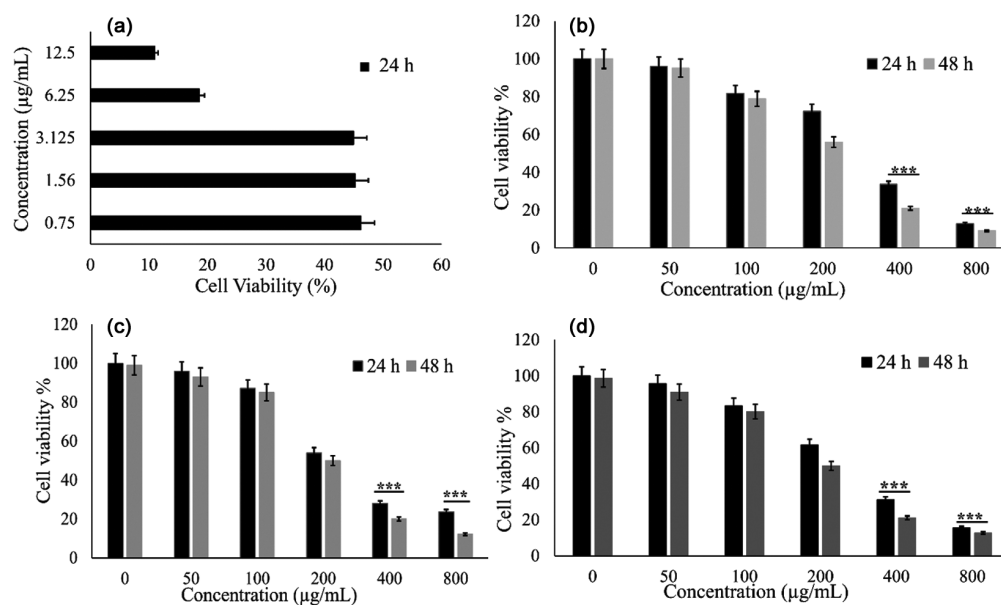 (a)
Concentration (µg/mL)
12.5
6.25
3.125
1.56
0.75
24 h
0 10 20 30 40 50 60
Cell Viability (%)
(b)
Cell viability %
120
100
80
60
40
20
0
24 h 48 h
***
***
0 50 100 200 400 800
Concentration (µg/mL)
(c)
Cell viability %
120
100
80
60
40
20
0
24 h 48 h
***
***
0 50 100 200 400 800
Concentration (µg/mL)
(d)
Cell viability %
120
100
80
60
40
20
0
24 h 48 h
***
***
0 50 100 200 400 800
Concentration (µg/mL)